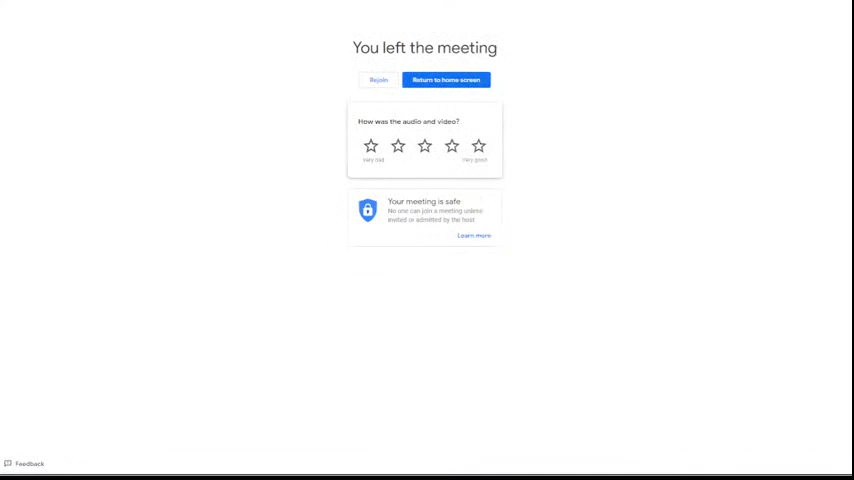 You left the meeting
Rejoin
Return to home screen
How was the audio and video?
Very bad
Very good
Your meeting is safe
No one can join a meeting unless
invited or admitted by the host
Learn more
Feedback